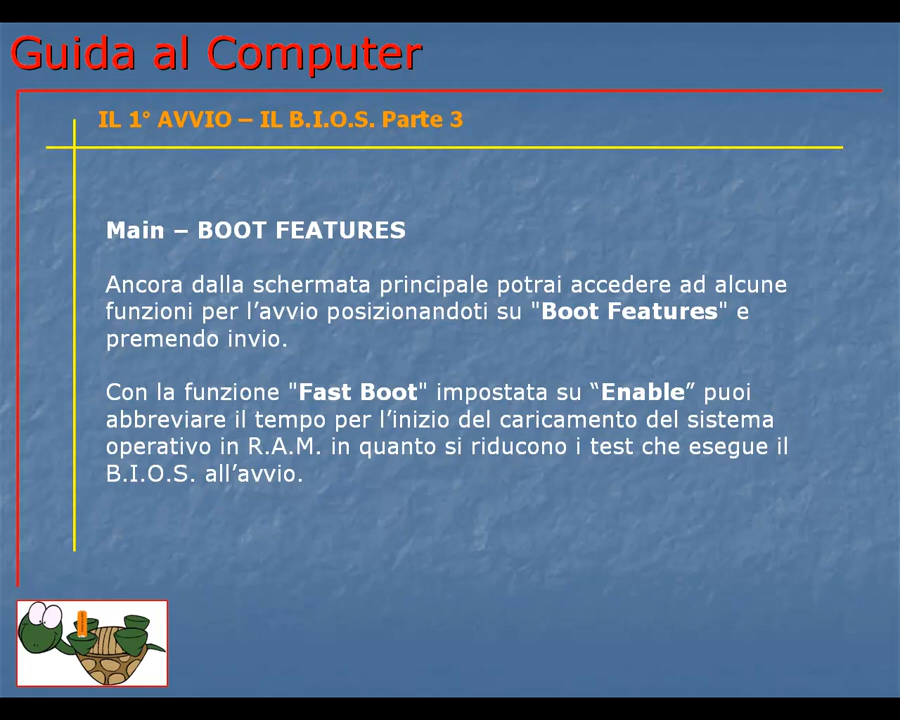 Guida al Computer
IL 1° AVVIO – IL B.I.O.S. Parte 3
Main – BOOT FEATURES
Ancora dalla schermata principale potrai accedere ad alcune
funzioni per l’avvio posizionandoti su "Boot Features" e
premendo invio.
Con la funzione "Fast Boot" impostata su “Enable” puoi
abbreviare il tempo per l’inizio del caricamento del sistema
operativo in R.A.M. in quanto si riducono i test che esegue il
B.I.O.S. all’avvio.